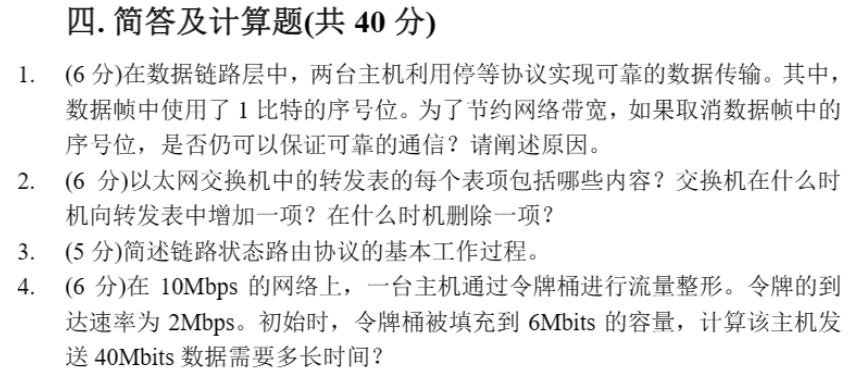 四. 简答及计算题(共 40 分)
1. (6 分)在数据链路层中，两台主机利用停等协议实现可靠的数据传输。其中，
数据帧中使用了 1 比特的序号位。为了节约网络带宽，如果取消数据帧中的
序号位，是否仍可以保证可靠的通信？请阐述原因。
2. (6 分)以太网交换机中的转发表的每个表项包括哪些内容？交换机在什么时
机向转发表中增加一项？在什么时机删除一项？
3. (5 分)简述链路状态路由协议的基本工作过程。
4. (6 分)在 10Mbps 的网络上，一台主机通过令牌桶进行流量整形。令牌的到
达速率为 2Mbps。初始时，令牌桶被填充到 6Mbits 的容量，计算该主机发
送 40Mbits 数据需要多长时间？